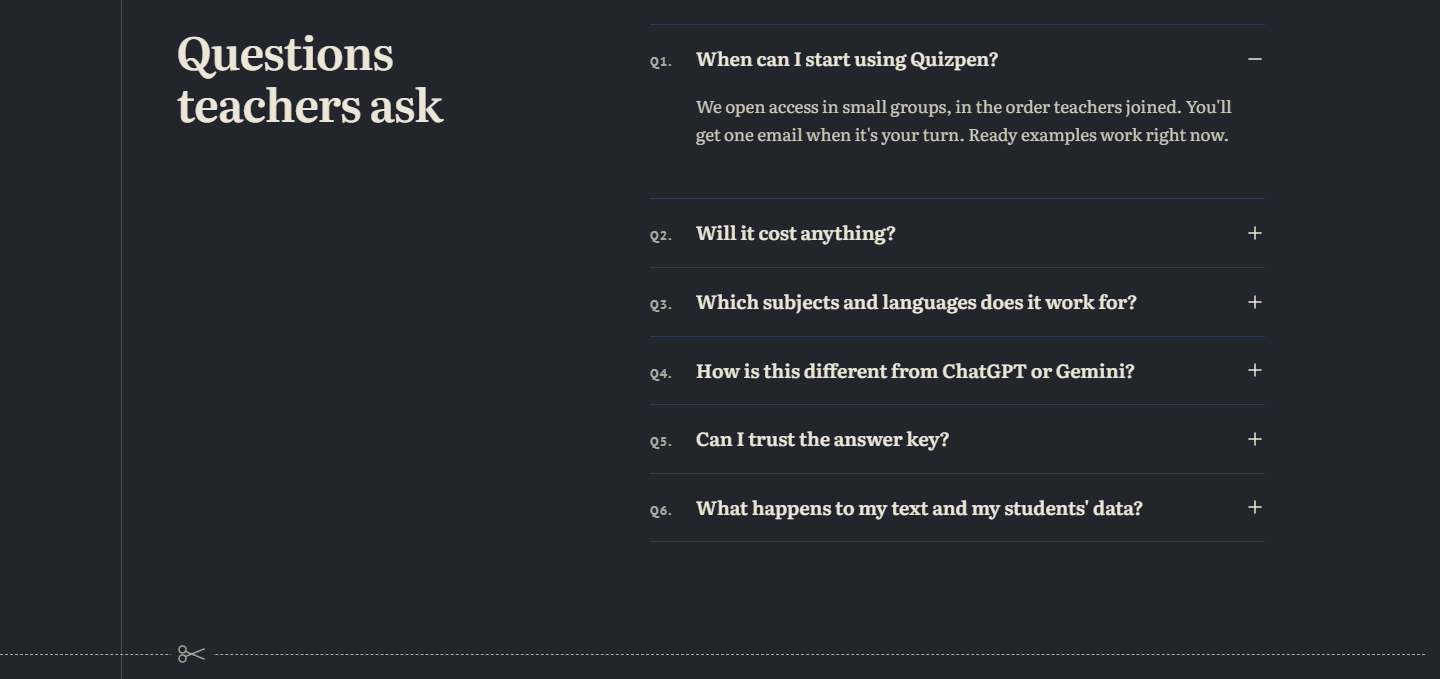 Questions
teachers ask
Q1. When can I start using Quizpen?
We open access in small groups, in the order teachers joined. You'll
get one email when it's your turn. Ready examples work right now.
Q2. Will it cost anything?
Q3. Which subjects and languages does it work for?
Q4. How is this different from ChatGPT or Gemini?
Q5. Can I trust the answer key?
Q6. What happens to my text and my students' data?